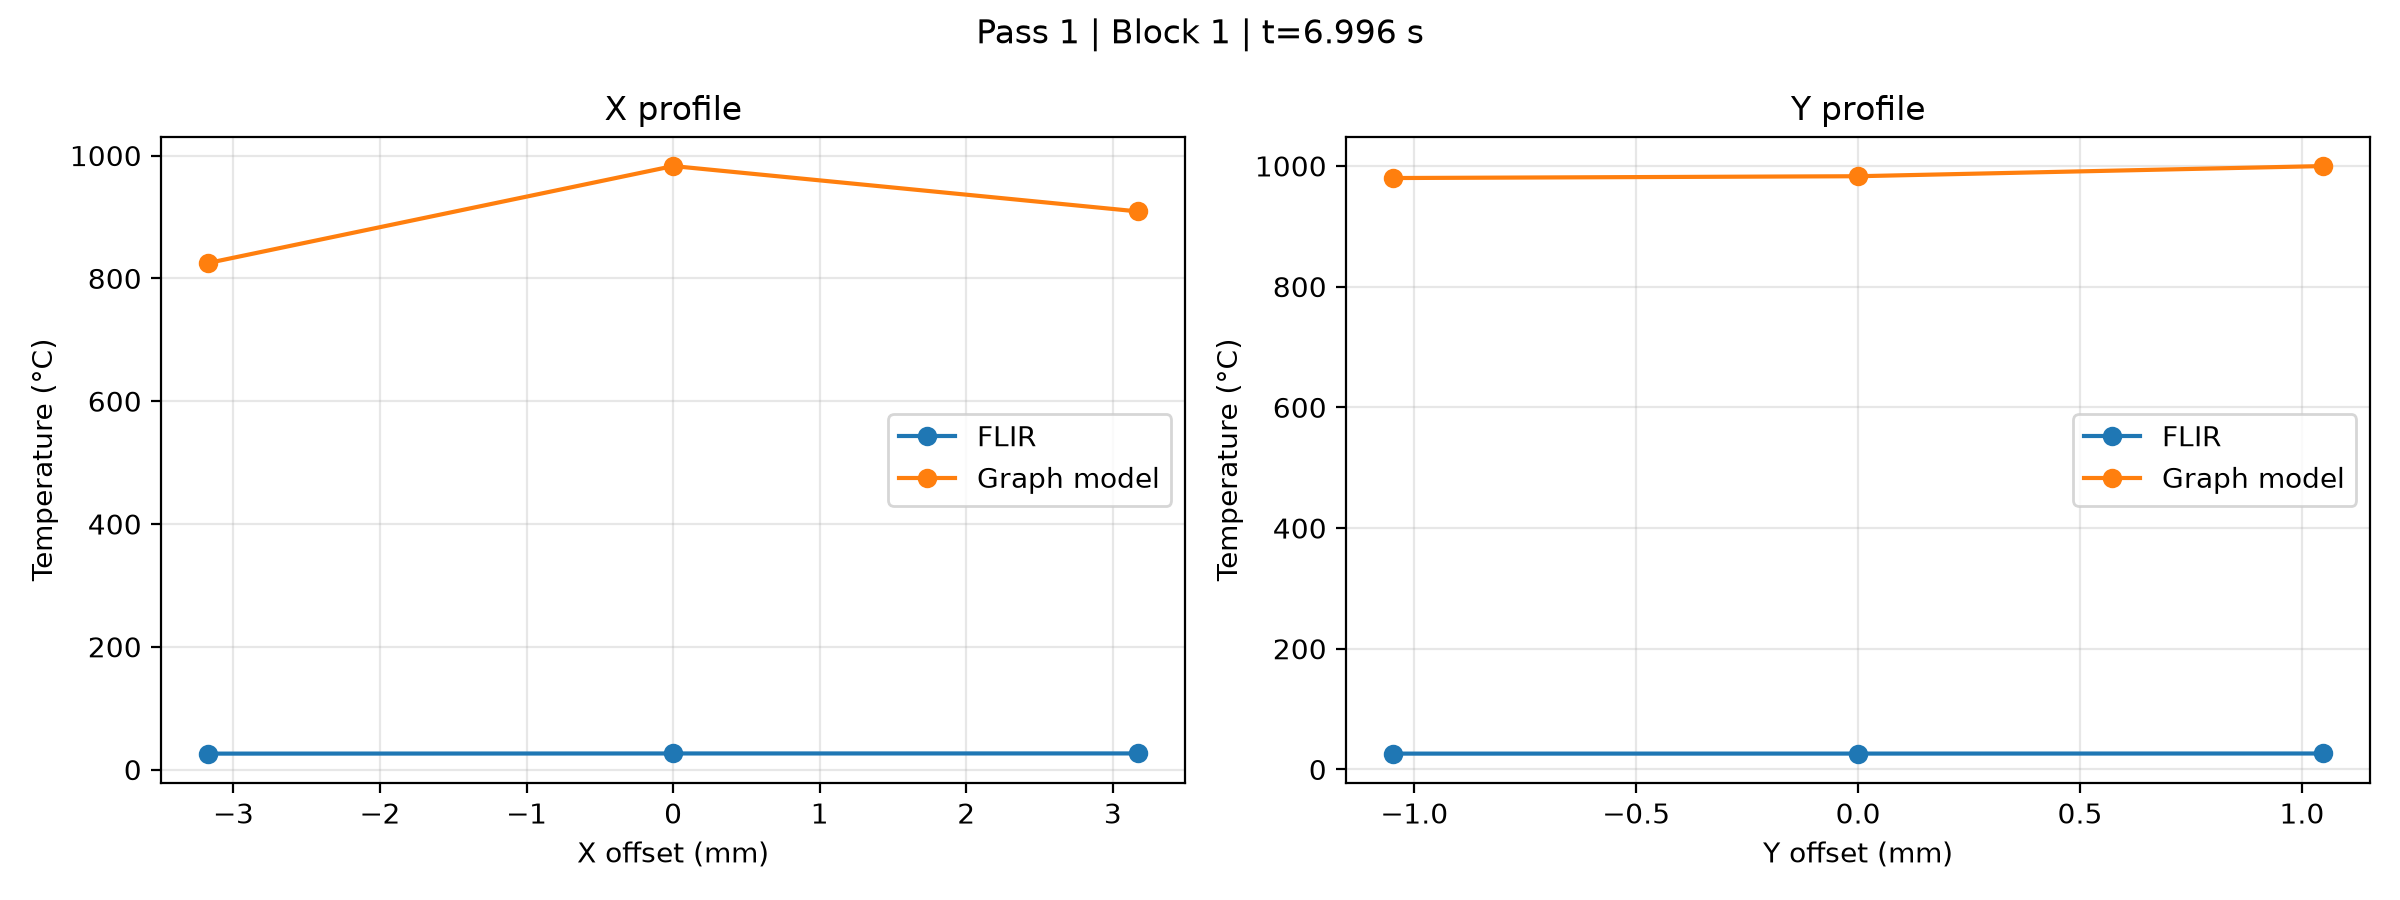 Pass 1 | Block 1 | t=6.996 s
X profile
Temperature (°C)
1000
800
600
400
200
0
−3
−2
−1
0
1
2
3
X offset (mm)
FLIR
Graph model
Y profile
Temperature (°C)
1000
800
600
400
200
0
−1.0
−0.5
0.0
0.5
1.0
Y offset (mm)
FLIR
Graph model